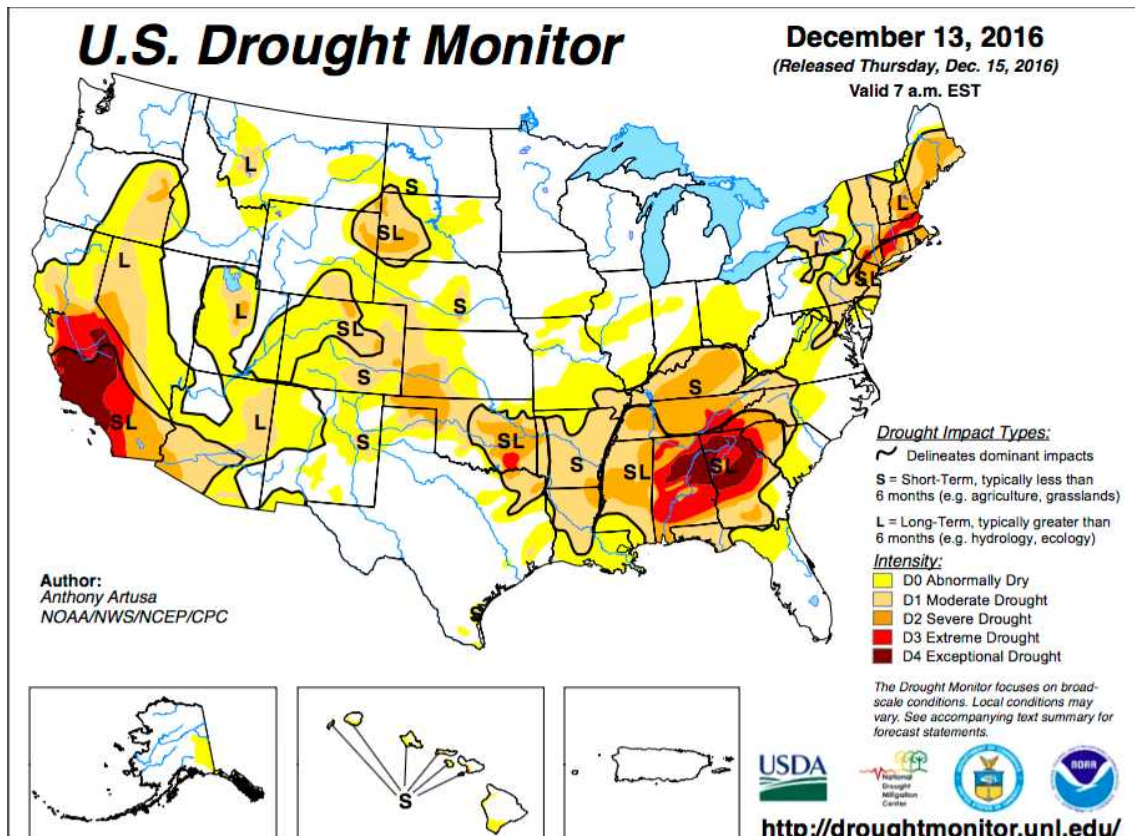 U.S. Drought Monitor
December 13, 2016
(Released Thursday, Dec. 15, 2016)
Valid 7 a.m. EST
L
S
SL
L
L
S
SL
S
L
SL
S
L
SL
S
SL
S
SL
S
SL
S
Drought Impact Types:
Delineates dominant impacts
S = Short-Term, typically less than
6 months (e.g. agriculture, grasslands)
L = Long-Term, typically greater than
6 months (e.g. hydrology, ecology)
Intensity:
D0 Abnormally Dry
D1 Moderate Drought
D2 Severe Drought
D3 Extreme Drought
D4 Exceptional Drought
Author:
Anthony Artusa
NOAA/NWS/NCEP/CPC
The Drought Monitor focuses on broad-
scale conditions. Local conditions may
vary. See accompanying text summary for
forecast statements.
S
USDA
National
Drought
Mitigation
Center
NOAA
http://droughtmonitor.unl.edu/